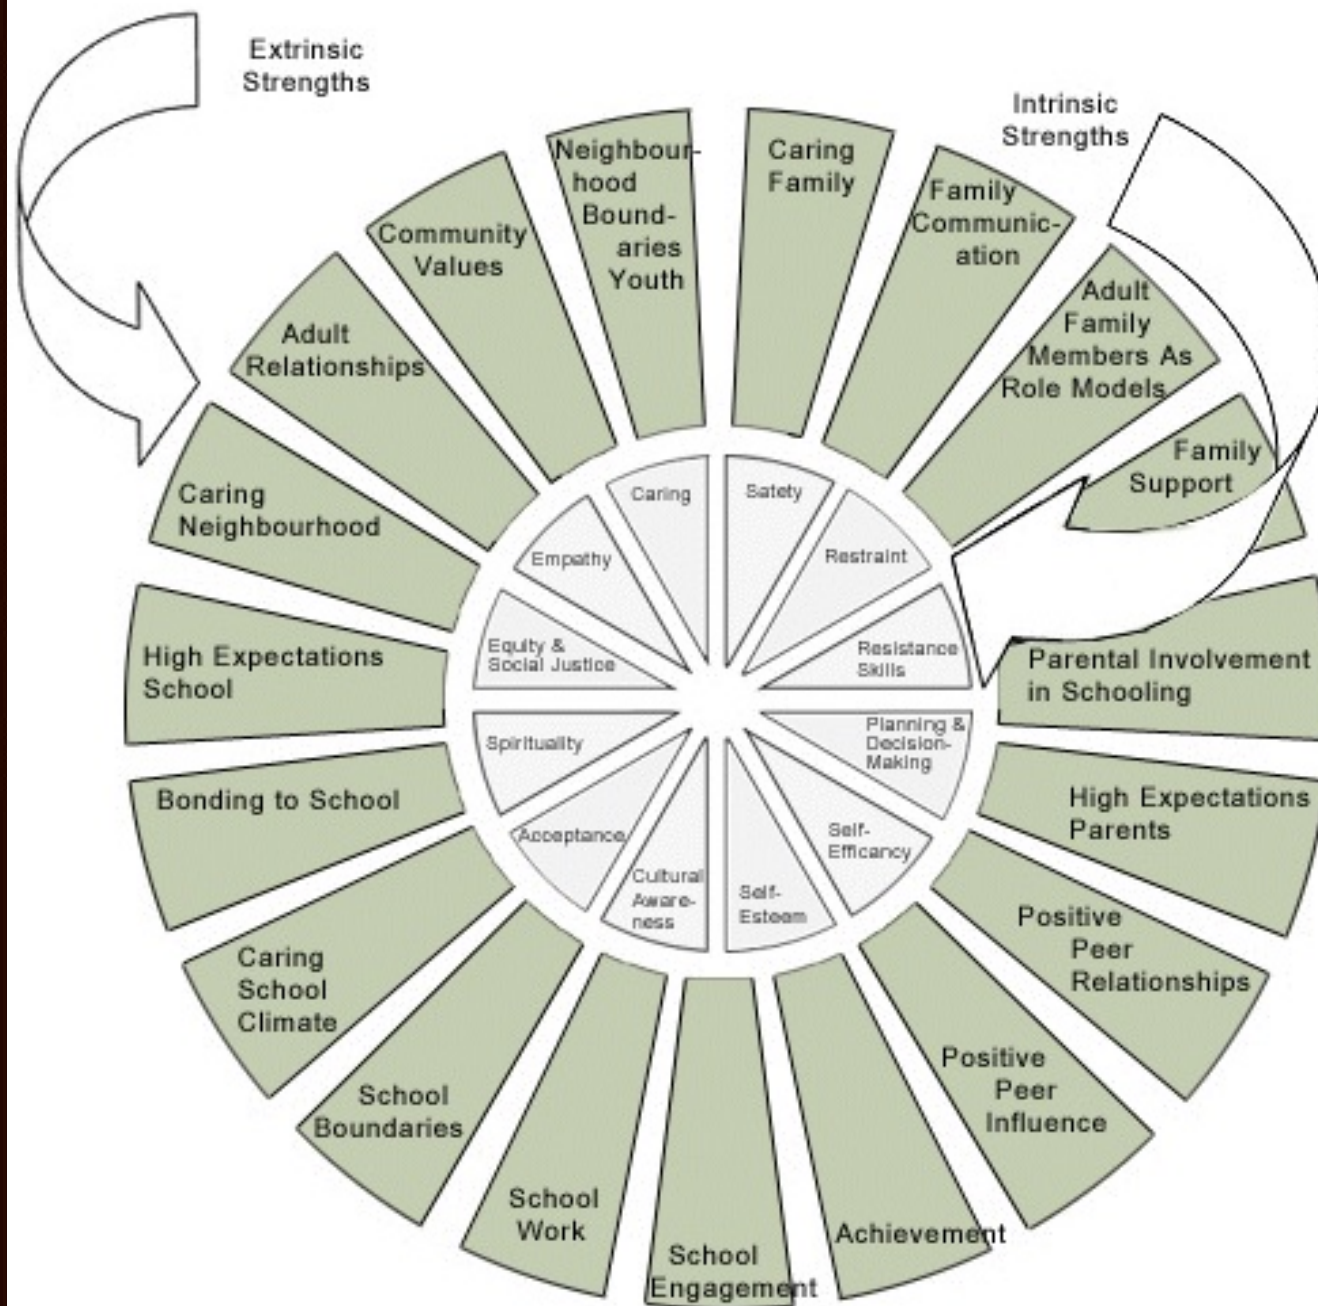 Extrinsic
Strengths
Intrinsic
Strengths
Caring
Family
Family
Communic-
ation
Adult
Family
Members As
Role Models
Family
Support
Parental Involvement
in Schooling
High Expectations
Parents
Positive
Peer
Relationships
Positive
Peer
Influence
Achievement
School
Engagement
School
Work
School
Boundaries
Caring
School
Climate
Bonding to School
High Expectations
School
Caring
Neighbourhood
Adult
Relationships
Community
Values
Neighbour-
hood
Bound-
aries
Youth
Satety
Restraint
Resistance
Skills
Planning &
Decision-
Making
Self-
Efficancy
Self-
Esteem
Cultural
Aware-
ness
Acceptance
Spirituality
Equity &
Social Justice
Empathy
Caring